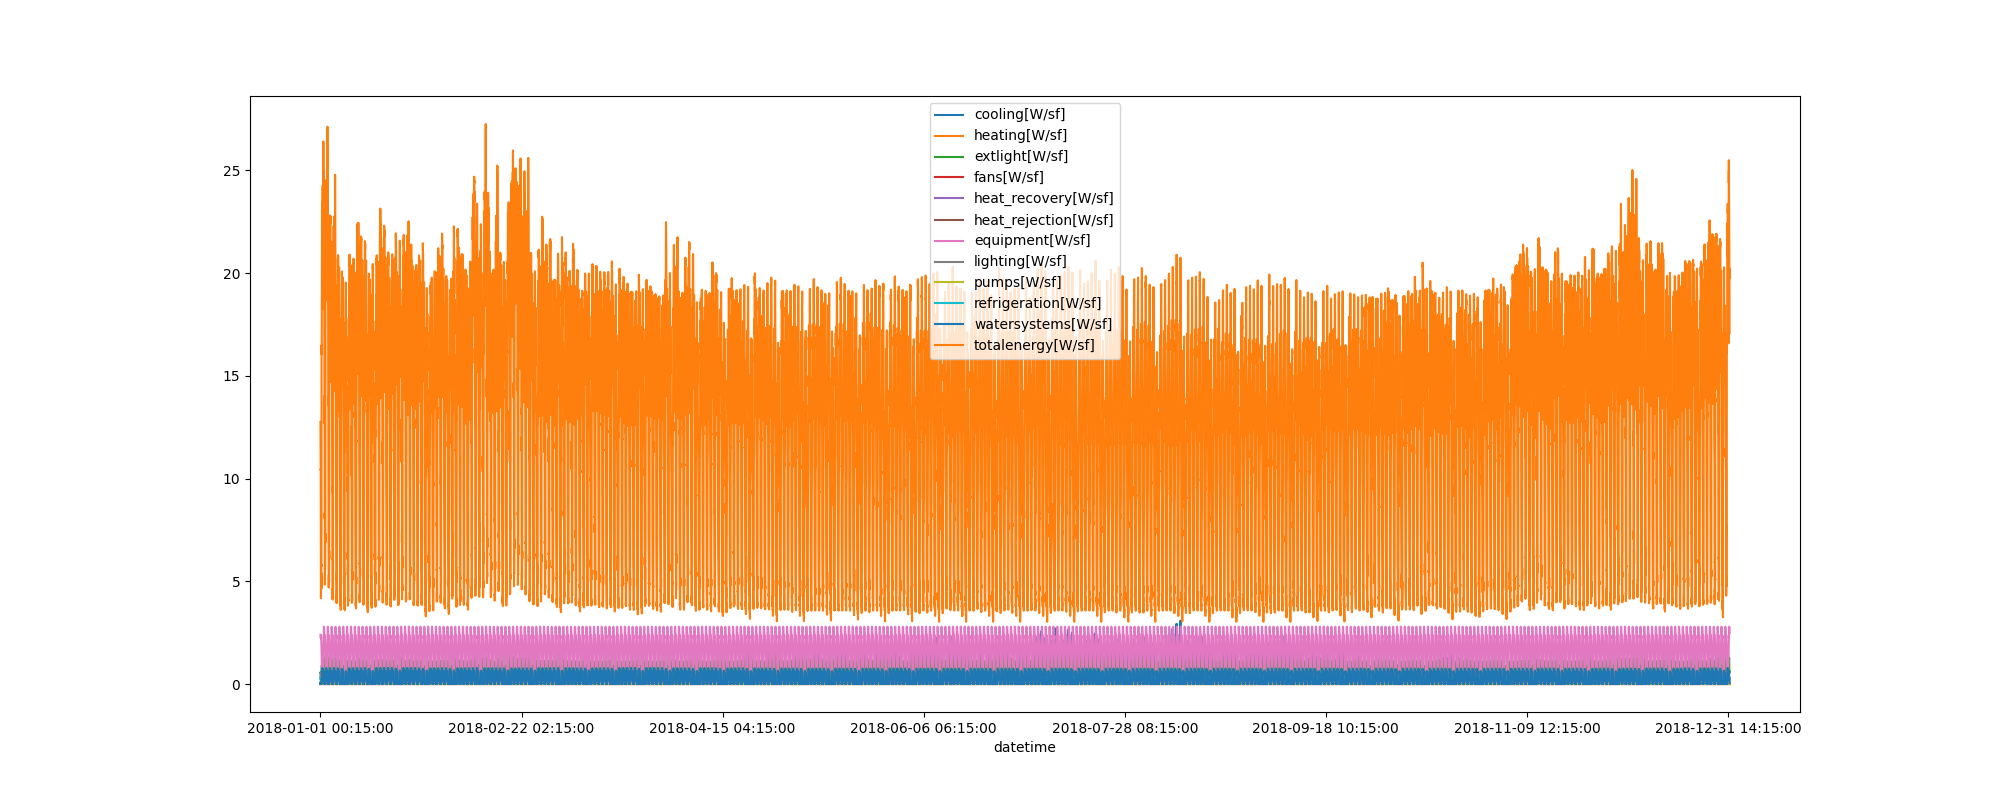 cooling[W/sf]
heating[W/sf]
extlight[W/sf]
fans[W/sf]
heat_recovery[W/sf]
heat_rejection[W/sf]
equipment[W/sf]
lighting[W/sf]
pumps[W/sf]
refrigeration[W/sf]
watersystems[W/sf]
totalenergy[W/sf]
25
20
15
10
5
0
2018-01-01 00:15:00 2018-02-22 02:15:00 2018-04-15 04:15:00 2018-06-06 06:15:00 2018-07-28 08:15:00 2018-09-18 10:15:00 2018-11-09 12:15:00 2018-12-31 14:15:00
datetime